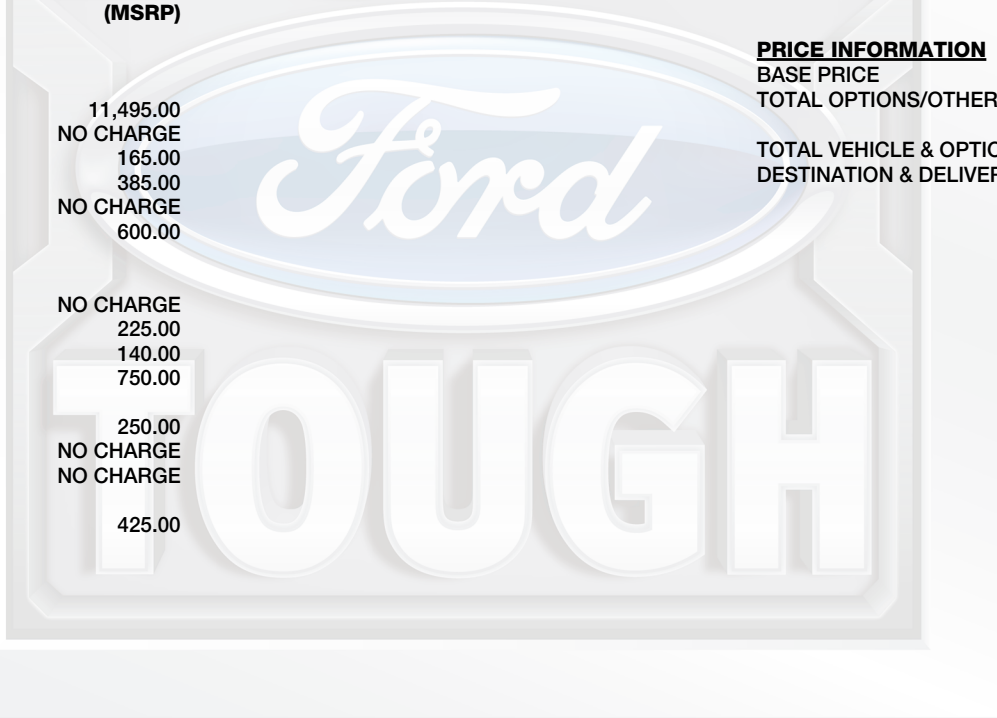 (MSRP)
11,495.00
NO CHARGE
165.00
385.00
NO CHARGE
600.00
NO CHARGE
225.00
140.00
750.00
250.00
NO CHARGE
NO CHARGE
425.00
PRICE INFORMATION
BASE PRICE
TOTAL OPTIONS/OTHER
TOTAL VEHICLE & OPTIO
DESTINATION & DELIVER
Ford
TOUGH